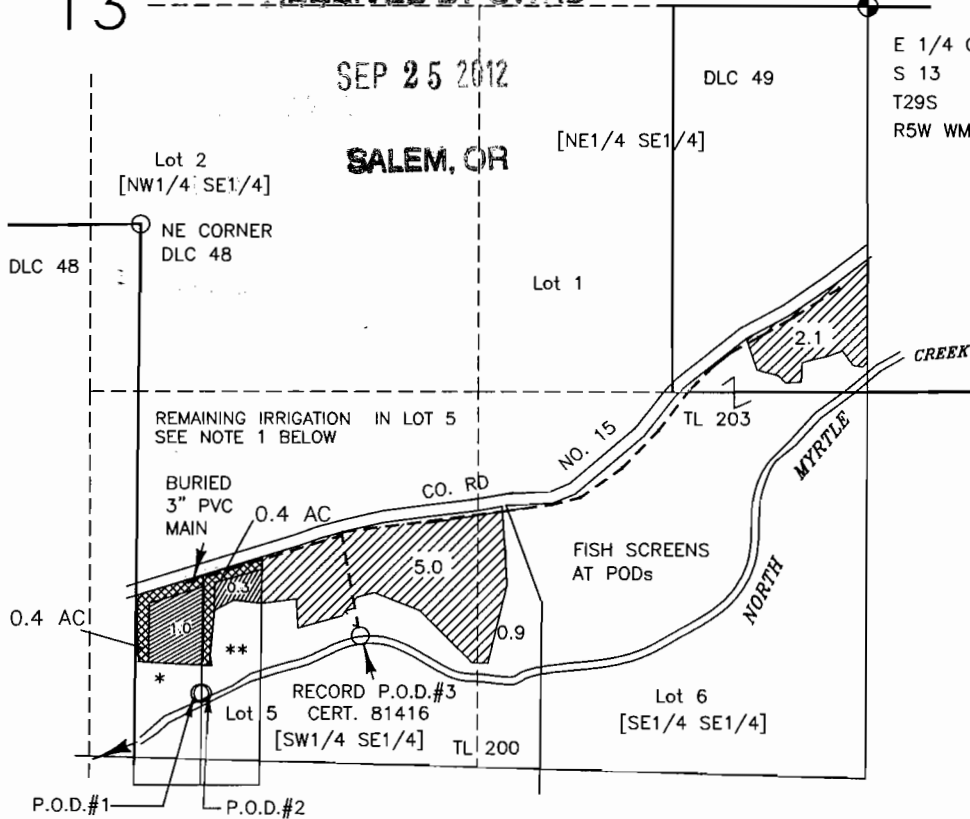 13
SEP 25 2012
SALEM, OR
DLC 49
E 1/4
S 13
T29S
R5W WM
[NE1/4 SE1/4]
Lot 2
[NW1/4 SE1/4]
NE CORNER
DLC 48
DLC 48
Lot 1
2.1
CREEK
REMAINING IRRIGATION IN LOT 5
SEE NOTE 1 BELOW
TL 203
MYRTLE
NO. 15
CO. RD
BURIED
3" PVC
MAIN
0.4 AC
FISH SCREENS
AT PODs
5.0
0.3
1.0
NORTH
0.4 AC
0.9
*
**
RECORD P.O.D.#3
CERT. 81416
Lot 5
[SW1/4 SE1/4]
TL 200
Lot 6
[SE1/4 SE1/4]
P.O.D.#1
P.O.D.#2